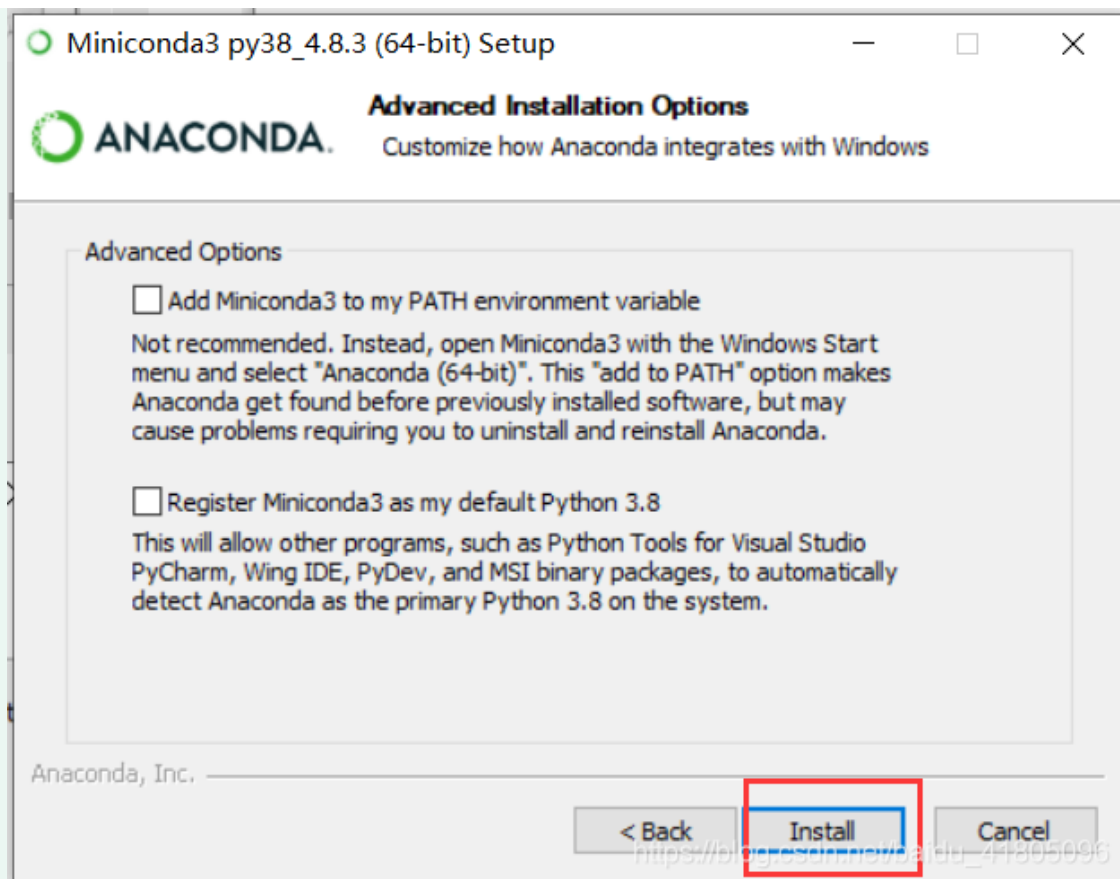 Miniconda3 py38_4.8.3 (64-bit) Setup
ANACONDA.
Advanced Installation Options
Customize how Anaconda integrates with Windows
Advanced Options
Add Miniconda3 to my PATH environment variable
Not recommended. Instead, open Miniconda3 with the Windows Start
menu and select "Anaconda (64-bit)". This "add to PATH" option makes
Anaconda get found before previously installed software, but may
cause problems requiring you to uninstall and reinstall Anaconda.
Register Miniconda3 as my default Python 3.8
This will allow other programs, such as Python Tools for Visual Studio
PyCharm, Wing IDE, PyDev, and MSI binary packages, to automatically
detect Anaconda as the primary Python 3.8 on the system.
Anaconda, Inc.
< Back Install Cancel
https://blog.csdn.net/baidu_41805096